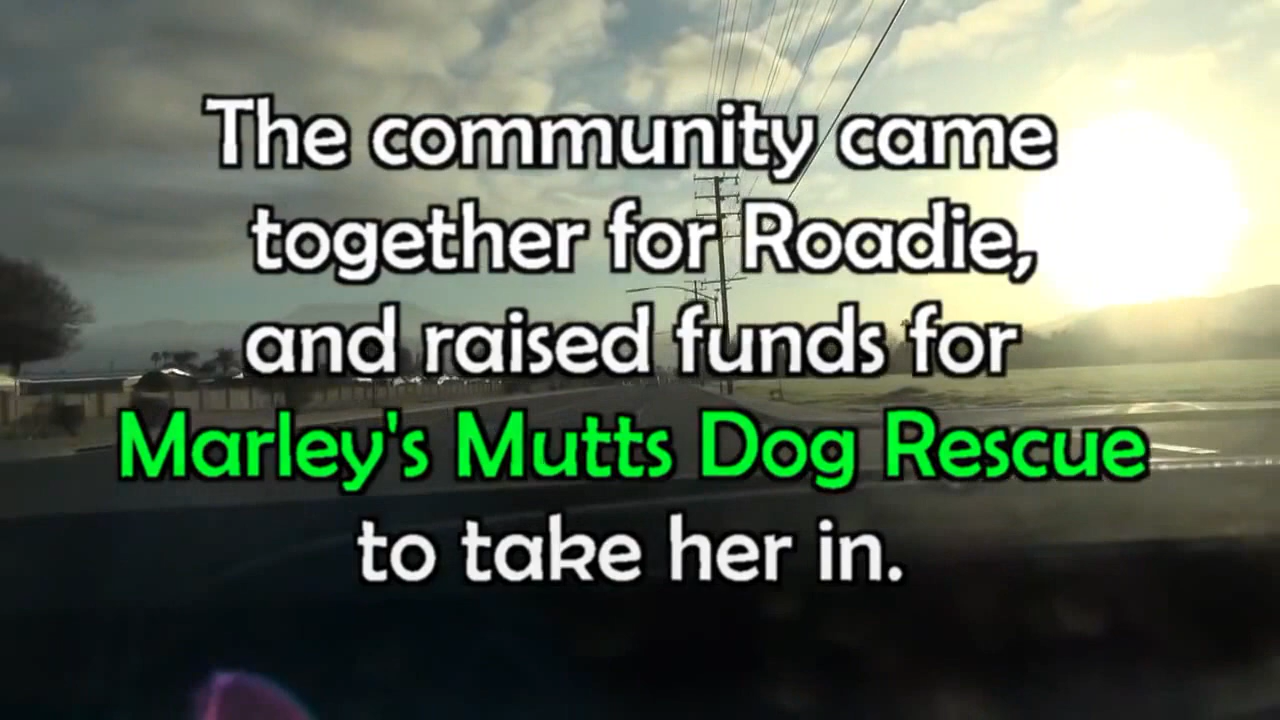 The community came
together for Roadie,
and raised funds for
Marley's Mutts Dog Rescue
to take her in.